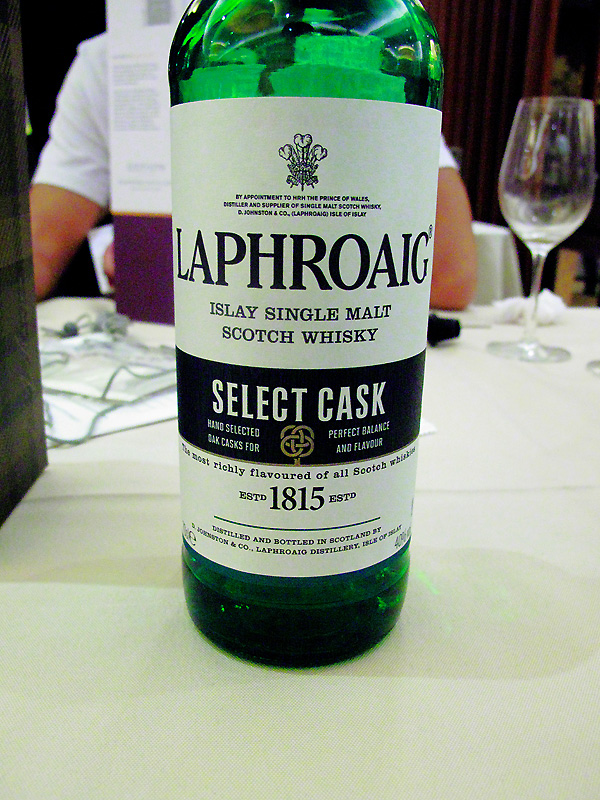 BY APPOINTMENT TO HRH THE PRINCE OF WALES,
DISTILLER AND SUPPLIER OF SINGLE MALT SCOTCH WHISKY,
D. JOHNSTON & CO., (LAPHROAIG) ISLE OF ISLAY
LAPHROAIG®
ISLAY SINGLE MALT
SCOTCH WHISKY
SELECT CASK
HAND SELECTED
OAK CASKS FOR
PERFECT BALANCE
AND FLAVOUR
The most richly flavoured of all Scotch whiskies
ESTD 1815 ESTD
DISTILLED AND BOTTLED IN SCOTLAND BY
D. JOHNSTON & CO., LAPHROAIG DISTILLERY, ISLE OF ISLAY
40%